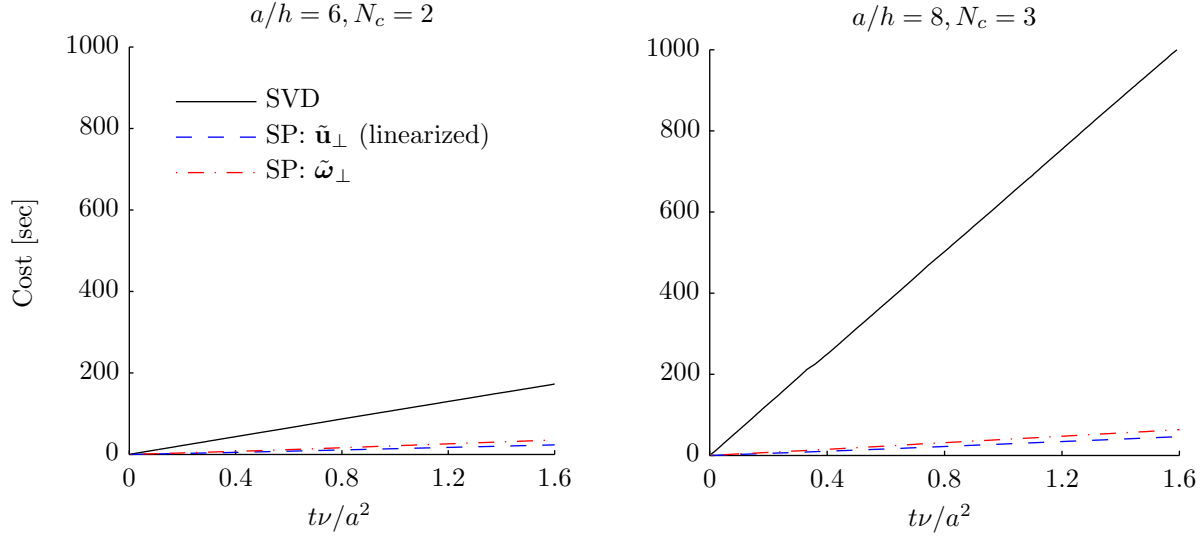 a/h = 6, N_c = 2
1000
800
600
400
200
0
Cost [sec]
SVD
SP: ũ⊥ (linearized)
SP: ω̃⊥
0 0.4 0.8 1.2 1.6
tν/a²
a/h = 8, N_c = 3
1000
800
600
400
200
0
0 0.4 0.8 1.2 1.6
tν/a²